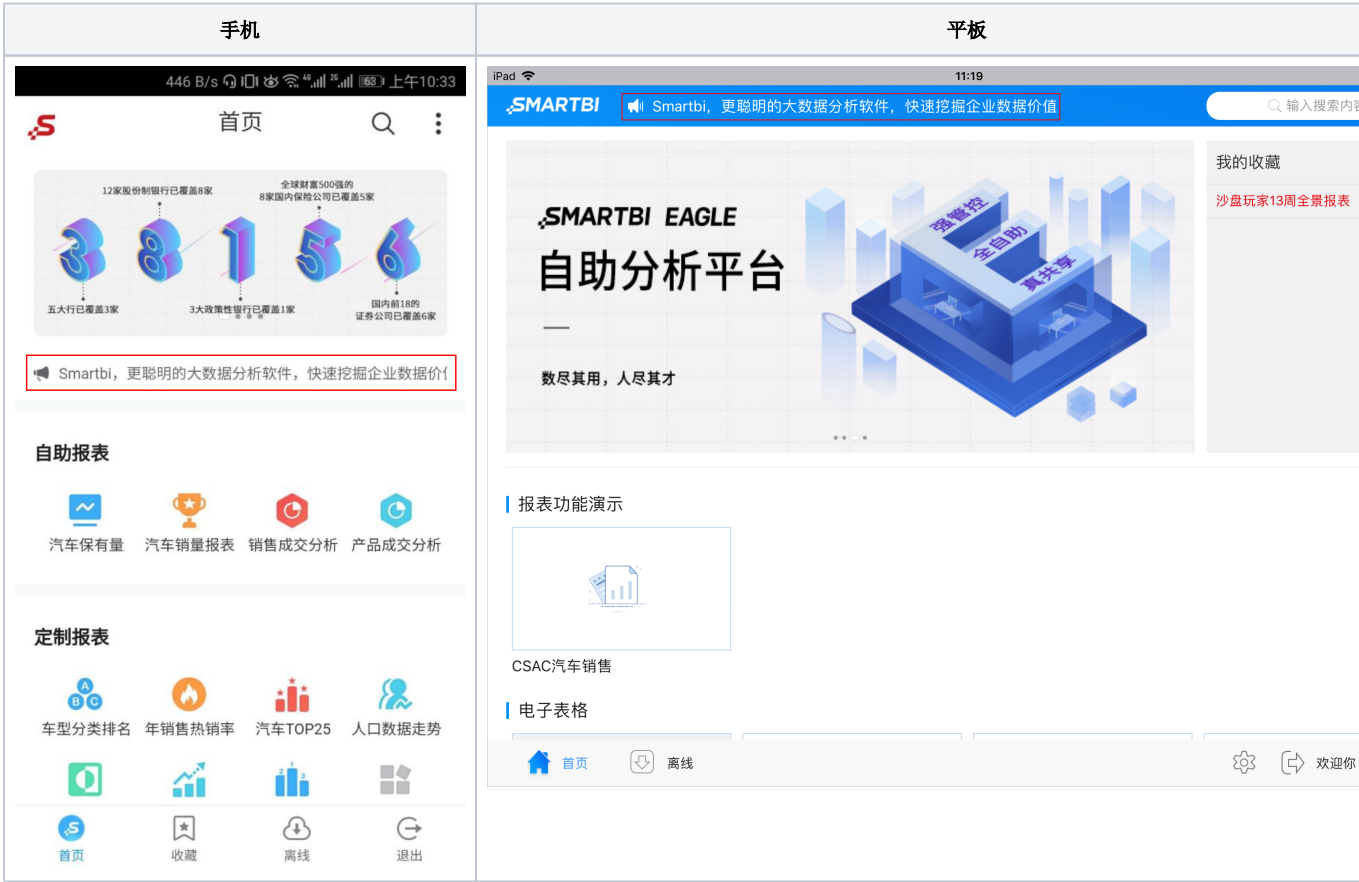 手机
平板
446 B/s 46 26 63 上午10:33
S
首页
12家股份制银行已覆盖8家
全球财富500强的
8家国内保险公司已覆盖5家
3 8 1 5 6
五大行已覆盖3家
3大政策性银行已覆盖1家
国内前18的
证券公司已覆盖6家
Smartbi，更聪明的大数据分析软件，快速挖掘企业数据价
自助报表
汽车保有量 汽车销量报表 销售成交分析 产品成交分析
定制报表
A
B C
车型分类排名 年销售热销率 汽车TOP25 人口数据走势
2 1 3
S
首页 收藏 离线 退出
iPad 11:19
SMARTBI Smartbi，更聪明的大数据分析软件，快速挖掘企业数据价值 输入搜索内容
SMARTBI EAGLE
自助分析平台
数尽其用，人尽其才
强管控
全自助
真共享
我的收藏
沙盘玩家13周全景报表
报表功能演示
CSAC汽车销售
电子表格
首页 离线 欢迎你